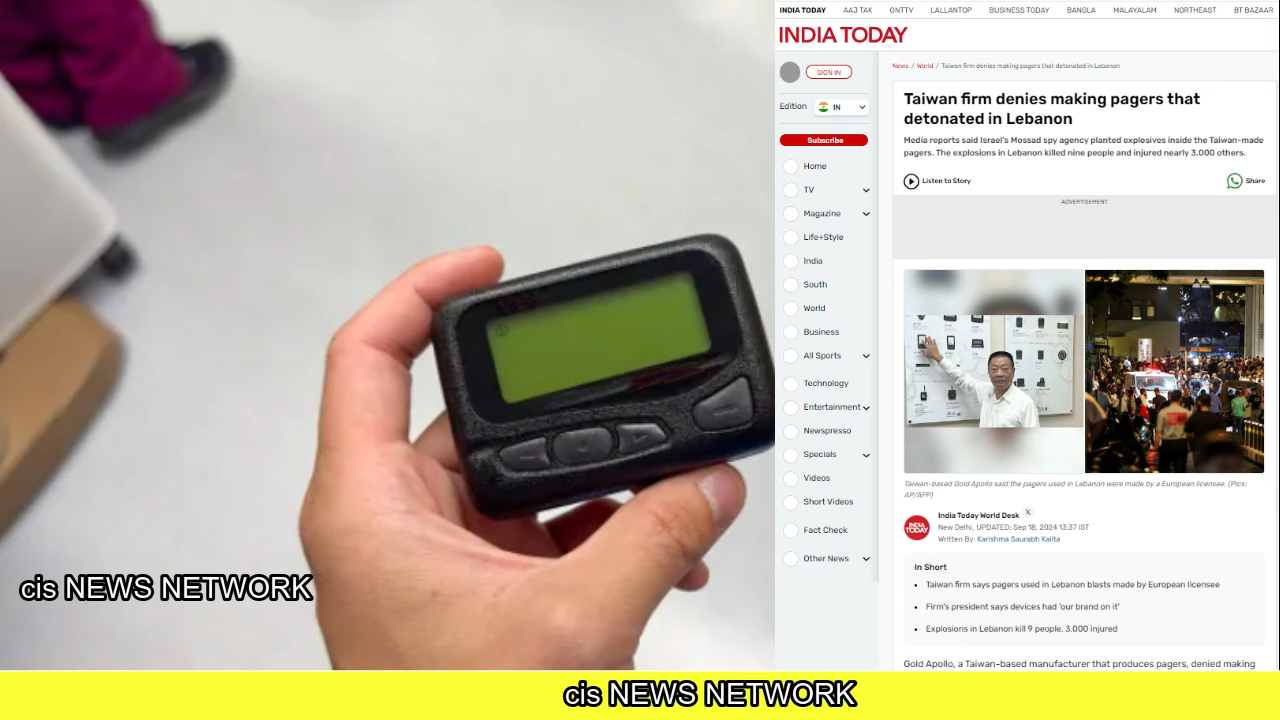 INDIA TODAY AAJ TAK GNTTV LALLANTOP BUSINESS TODAY BANGLA MALAYALAM NORTHEAST BT BAZAAR
INDIA TODAY
SIGN IN
Edition IN
Subscribe
Home
TV
Magazine
Life+Style
India
South
World
Business
All Sports
Technology
Entertainment
Newspresso
Specials
Videos
Short Videos
Fact Check
Other News
News / World / Taiwan firm denies making pagers that detonated in Lebanon
Taiwan firm denies making pagers that
detonated in Lebanon
Media reports said Israel's Mossad spy agency planted explosives inside the Taiwan-made
pagers. The explosions in Lebanon killed nine people and injured nearly 3,000 others.
Listen to Story Share
ADVERTISEMENT
Taiwan-based Gold Apollo said the pagers used in Lebanon were made by a European licensee. (Pics:
AP/AFP)
INDIA
TODAY
India Today World Desk X
New Delhi, UPDATED: Sep 18, 2024 13:37 IST
Written By: Karishma Saurabh Kalita
In Short
• Taiwan firm says pagers used in Lebanon blasts made by European licensee
• Firm's president says devices had 'our brand on it'
• Explosions in Lebanon kill 9 people, 3,000 injured
Gold Apollo, a Taiwan-based manufacturer that produces pagers, denied making
cis NEWS NETWORK
cis NEWS NETWORK